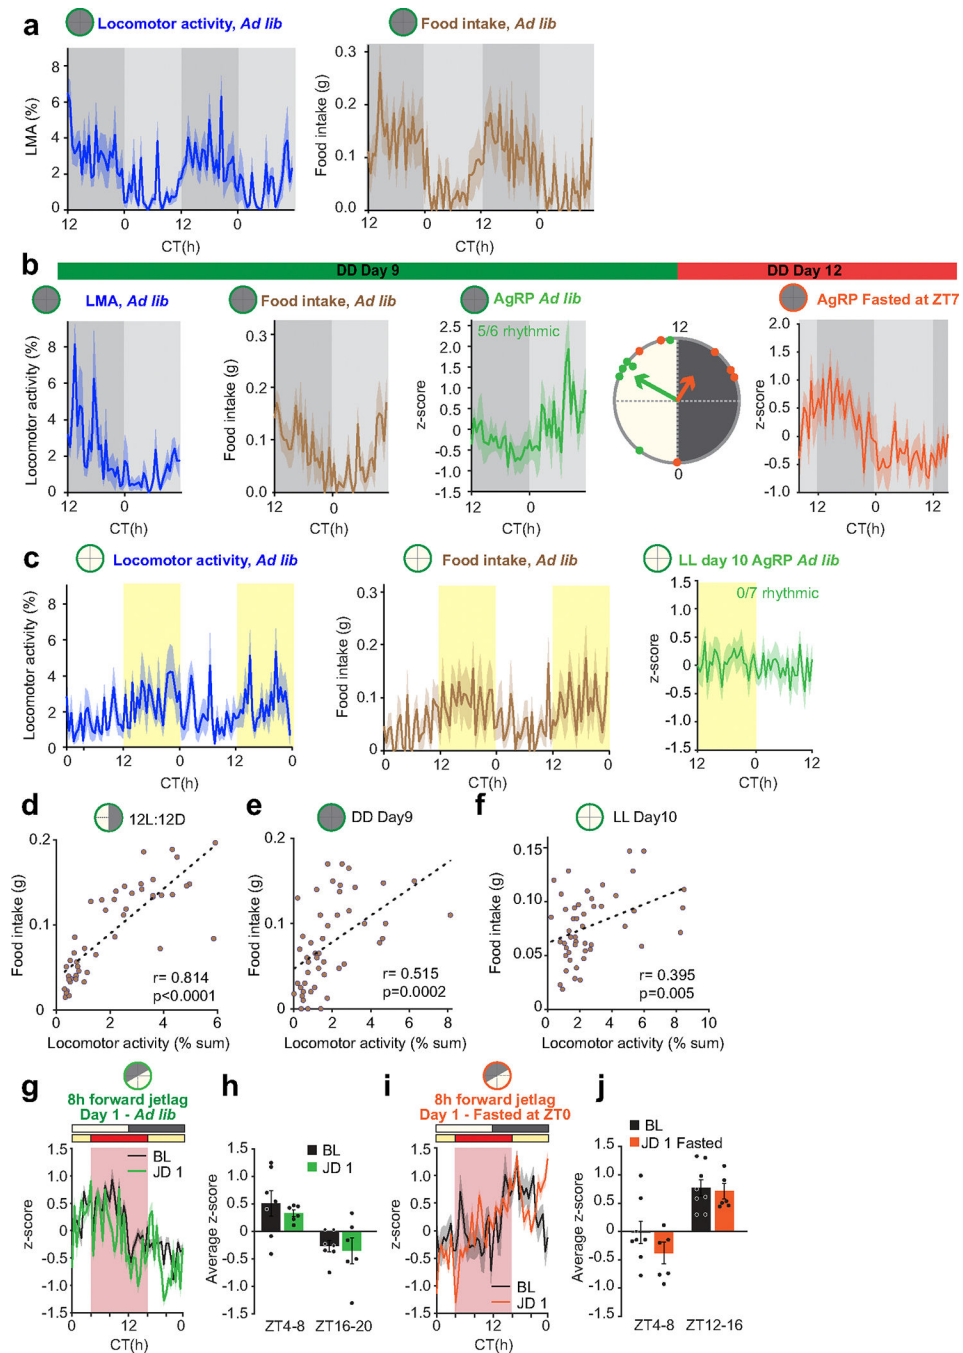 a
Locomotor activity, Ad lib
Food intake, Ad lib
LMA (%)
8
6
4
2
0
12
0
12
0
CT(h)
Food intake (g)
0.3
0.2
0.1
0.0
12
0
12
0
CT(h)
b
DD Day 9
DD Day 12
LMA, Ad lib
Food intake, Ad lib
AgRP Ad lib
AgRP Fasted at ZT7
Locomotor activity (%)
8
6
4
2
0
12
0
CT(h)
Food intake (g)
0.3
0.2
0.1
0.0
12
0
CT(h)
z-score
5/6 rhythmic
2.5
2.0
1.5
1.0
0.5
0
-0.5
-1.0
-1.5
12
0
CT(h)
12
0
z-score
2.0
1.5
1.0
0.5
0
-0.5
-1.0
12
0
12
CT(h)
c
Locomotor activity, Ad lib
Food intake, Ad lib
LL day 10 AgRP Ad lib
Locomotor activity (%)
8
6
4
2
0
0
12
0
12
0
CT(h)
Food intake (g)
0.3
0.2
0.1
0
0
12
0
12
0
CT(h)
z-score
0/7 rhythmic
1.5
1.0
0.5
0
-0.5
-1.0
-1.5
12
0
12
CT(h)
d
12L:12D
Food intake (g)
0.2
0.1
0
r= 0.814
p<0.0001
0
2
4
6
Locomotor activity (% sum)
e
DD Day9
Food intake (g)
0.2
0.1
0
r= 0.515
p=0.0002
0
2
4
6
8
Locomotor activity (% sum)
f
LL Day10
Food intake (g)
0.15
0.10
0.05
0
r= 0.395
p=0.005
0
2
4
6
8
10
Locomotor activity (% sum)
g
8h forward jetlag
Day 1 - Ad lib
z-score
1.5
1.0
0.5
0
-0.5
-1.0
-1.5
BL
JD 1
0
12
0
CT(h)
h
BL
JD 1
Average z-score
1.5
1.0
0.5
0
-0.5
-1.0
-1.5
ZT4-8
ZT16-20
i
8h forward jetlag
Day 1 - Fasted at ZT0
z-score
1.5
1.0
0.5
0
-0.5
-1.0
-1.5
BL
JD 1
0
12
0
CT(h)
j
BL
JD 1 Fasted
Average z-score
1.5
1.0
0.5
0
-0.5
-1.0
-1.5
ZT4-8
ZT12-16